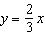 y = 2/3 x